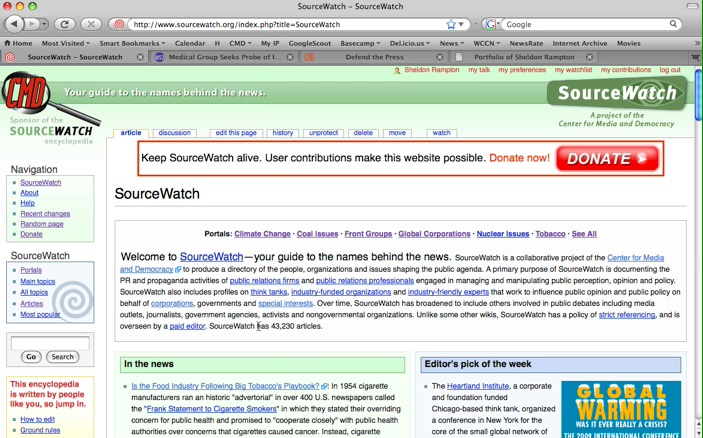 SourceWatch – SourceWatch
http://www.sourcewatch.org/index.php?title=SourceWatch
Google
Home Most Visited Smart Bookmarks Calendar H CMD My IP GoogleScout Basecamp Del.icio.us News WCCN NewsRate Internet Archive Movies
SourceWatch – SourceWatch Medical Group Seeks Probe of I... Defend the Press Portfolio of Sheldon Rampton
Sheldon Rampton my talk my preferences my watchlist my contributions log out
CMD
Your guide to the names behind the news.
SourceWatch
Sponsor of the
SOURCEWATCH
encyclopedia
A project of the
Center for Media and Democracy
article discussion edit this page history unprotect delete move watch
Keep SourceWatch alive. User contributions make this website possible. Donate now! DONATE
Navigation
SourceWatch
About
Help
Recent changes
Random page
Donate
SourceWatch
Portals
Main topics
All topics
Articles
Most popular
Go Search
This encyclopedia
is written by people
like you, so jump in.
How to edit
Ground rules
SourceWatch
Portals: Climate Change · Coal Issues · Front Groups · Global Corporations · Nuclear Issues · Tobacco · See All
Welcome to SourceWatch—your guide to the names behind the news. SourceWatch is a collaborative project of the Center for Media
and Democracy to produce a directory of the people, organizations and issues shaping the public agenda. A primary purpose of SourceWatch is documenting the
PR and propaganda activities of public relations firms and public relations professionals engaged in managing and manipulating public perception, opinion and policy.
SourceWatch also includes profiles on think tanks, industry-funded organizations and industry-friendly experts that work to influence public opinion and public policy on
behalf of corporations, governments and special interests. Over time, SourceWatch has broadened to include others involved in public debates including media
outlets, journalists, government agencies, activists and nongovernmental organizations. Unlike some other wikis, SourceWatch has a policy of strict referencing, and is
overseen by a paid editor. SourceWatch has 43,230 articles.
In the news
Is the Food Industry Following Big Tobacco's Playbook? : In 1954 cigarette
manufacturers ran an historic "advertorial" in over 400 U.S. newspapers called
the "Frank Statement to Cigarette Smokers" in which they stated their overriding
concern for public health and promised to "cooperate closely" with public health
authorities over concerns that cigarettes caused cancer. Instead, cigarette
Editor's pick of the week
The Heartland Institute, a corporate
and foundation funded
Chicago-based think tank, organized
a conference in New York for the
core of the small global network of
GLOBAL
WARMING
WAS IT EVER REALLY A CRISIS?
THE 2009 INTERNATIONAL CONFERENCE